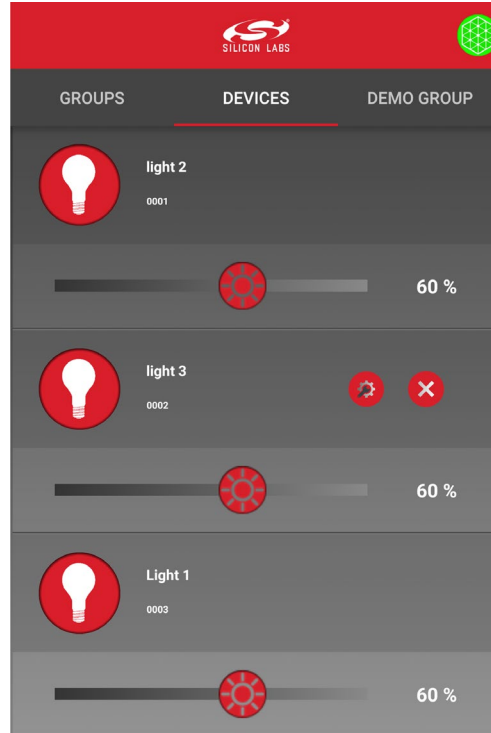 SILICON LABS
GROUPS DEVICES DEMO GROUP
light 2
0001
60 %
light 3
0002
60 %
Light 1
0003
60 %